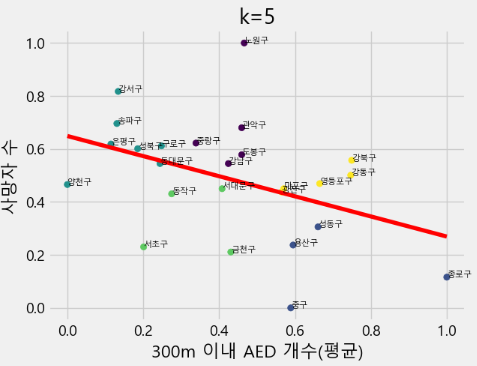 k=5
사망자 수
1.0
0.8
0.6
0.4
0.2
0.0
노원구
강서구
송파구
관악구
은평구
성북구
구로구
중랑구
동대문구
강남구
도봉구
강북구
강동구
양천구
동작구
서대문구
마포구
영등포구
성동구
서초구
금천구
용산구
종로구
중구
0.0 0.2 0.4 0.6 0.8 1.0
300m 이내 AED 개수(평균)